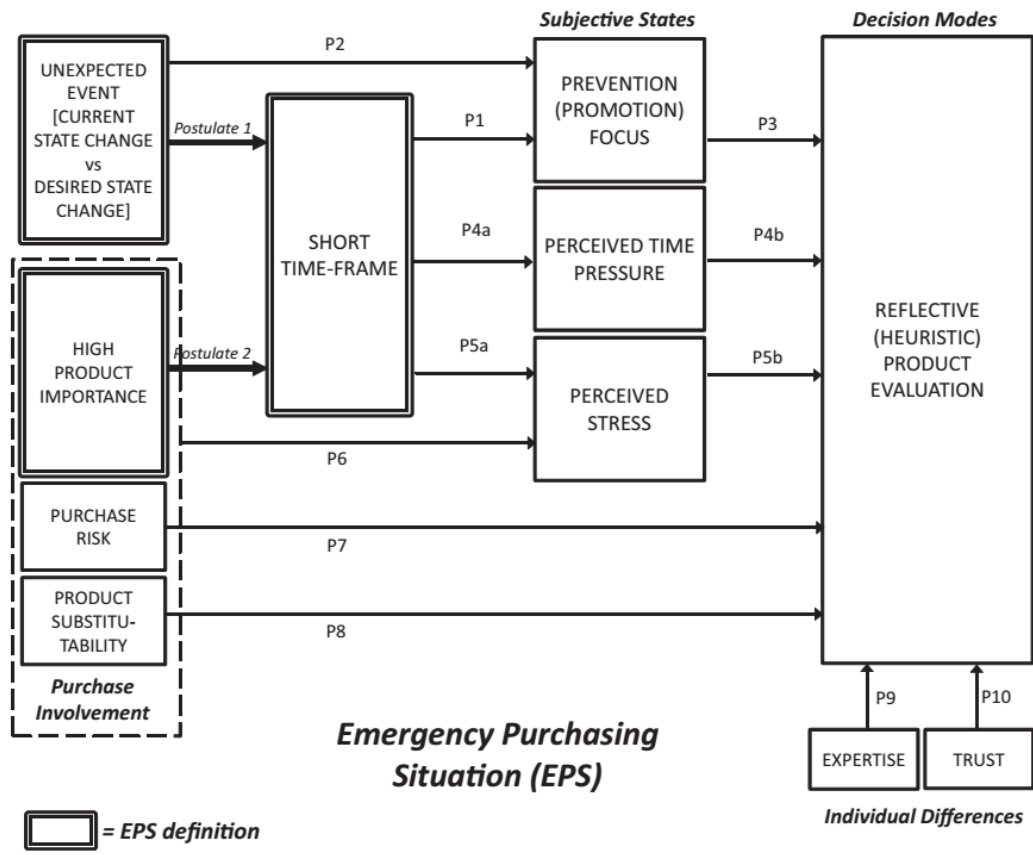 Subjective States
Decision Modes
UNEXPECTED
EVENT
[CURRENT
STATE CHANGE
vs
DESIRED STATE
CHANGE]
P2
Postulate 1
PREVENTION
(PROMOTION)
FOCUS
P1
P3
SHORT
TIME-FRAME
P4a
PERCEIVED TIME
PRESSURE
P4b
HIGH
PRODUCT
IMPORTANCE
Postulate 2
P5a
PERCEIVED
STRESS
P5b
P6
REFLECTIVE
(HEURISTIC)
PRODUCT
EVALUATION
PURCHASE
RISK
P7
PRODUCT
SUBSTITU-
TABILITY
P8
Purchase
Involvement
P9
P10
EXPERTISE
TRUST
Individual Differences
Emergency Purchasing
Situation (EPS)
= EPS definition